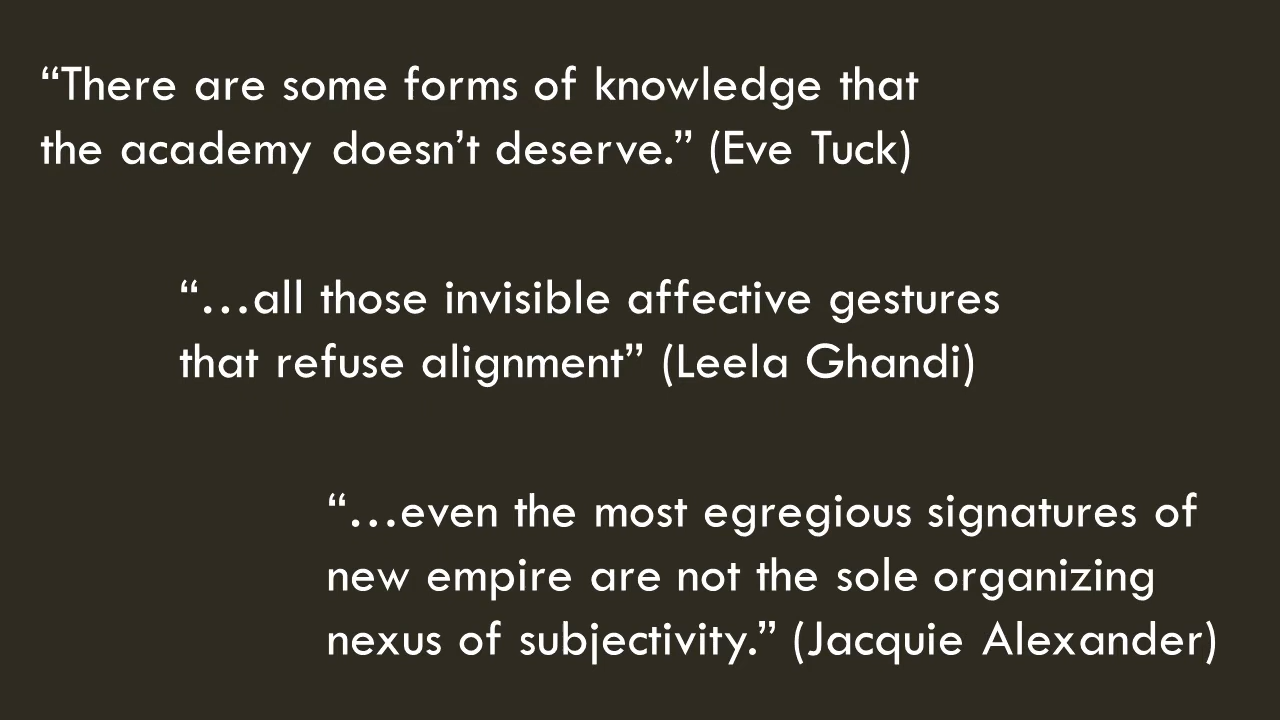 “There are some forms of knowledge that
the academy doesn’t deserve.” (Eve Tuck)
“…all those invisible affective gestures
that refuse alignment” (Leela Ghandi)
“…even the most egregious signatures of
new empire are not the sole organizing
nexus of subjectivity.” (Jacquie Alexander)